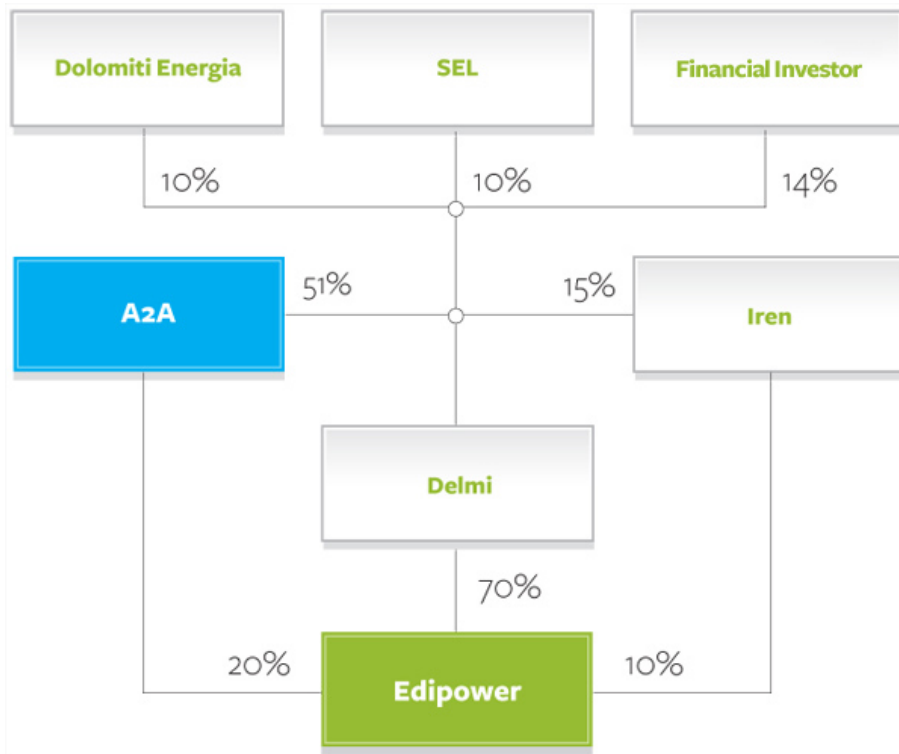 Dolomiti Energia
SEL
Financial Investor
10%
10%
14%
A2A
51%
15%
Iren
Delmi
70%
20%
Edipower
10%